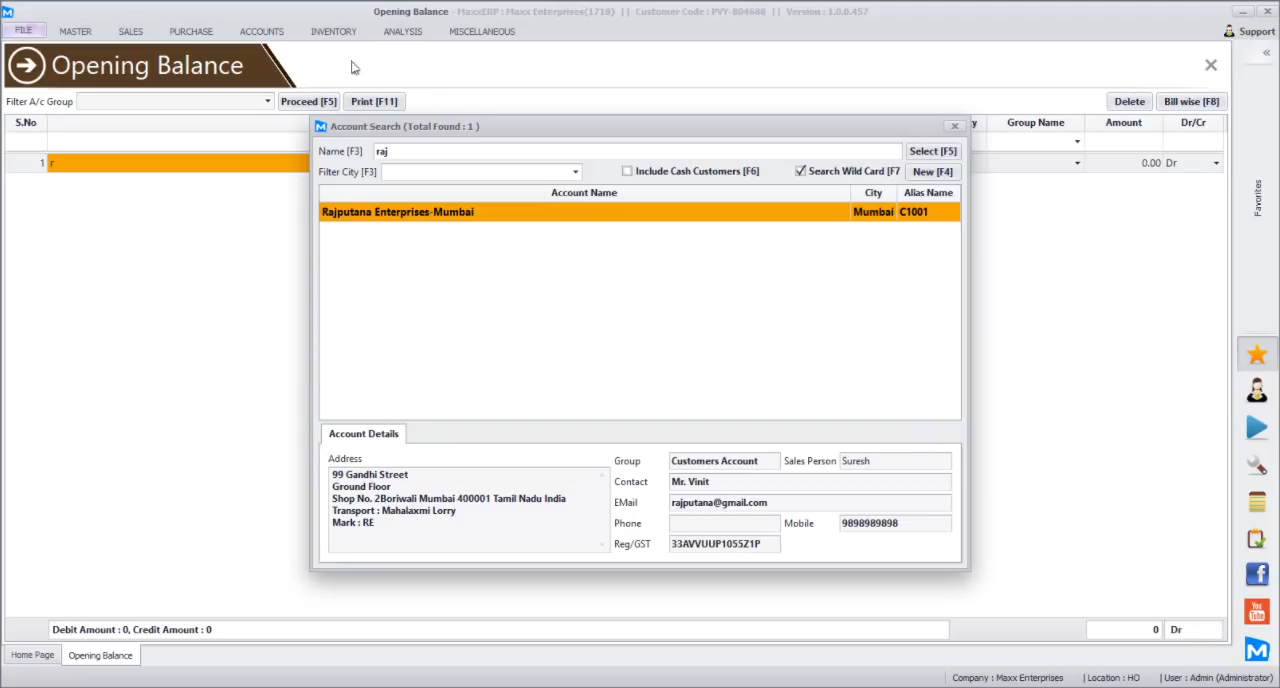 Opening Balance - MaxxERP : Maxx Enterprises(1718) || Customer Code : PVY-804688 || Version : 1.0.0.457
FILE MASTER SALES PURCHASE ACCOUNTS INVENTORY ANALYSIS MISCELLANEOUS Support
Opening Balance
Filter A/c Group Proceed [F5] Print [F11] Delete Bill wise [F8]
S.No y Group Name Amount Dr/Cr
1 r 0.00 Dr
Account Search (Total Found : 1 )
Name [F3] raj Select [F5]
Filter City [F3] Include Cash Customers [F6] Search Wild Card [F7 New [F4]
Account Name City Alias Name
Rajputana Enterprises-Mumbai Mumbai C1001
Favorites
Account Details
Address
99 Gandhi Street
Ground Floor
Shop No. 2Boriwali Mumbai 400001 Tamil Nadu India
Transport : Mahalaxmi Lorry
Mark : RE
Group Customers Account Sales Person Suresh
Contact Mr. Vinit
EMail rajputana@gmail.com
Phone Mobile 9898989898
Reg/GST 33AVVUUP1055Z1P
Debit Amount : 0, Credit Amount : 0 0 Dr
Home Page Opening Balance
You Tube
Company : Maxx Enterprises | Location : HO | User : Admin (Administrator)